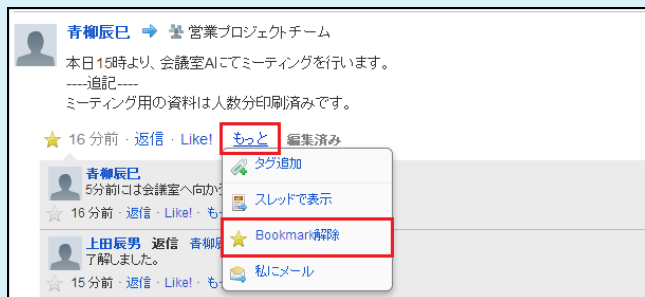 青柳辰巳 営業プロジェクトチーム
本日15時より、会議室AIにてミーティングを行います。
----追記----
ミーティング用の資料は人数分印刷済みです。
16 分前 · 返信 · Like! もっと 編集済み
タグ追加
スレッドで表示
Bookmark解除
私にメール
青柳辰巳
5分前には会議室へ向か
16 分前 · 返信 · Like! · も
上田辰男 返信 青柳
了解しました。
15 分前 · 返信 · Like! · も